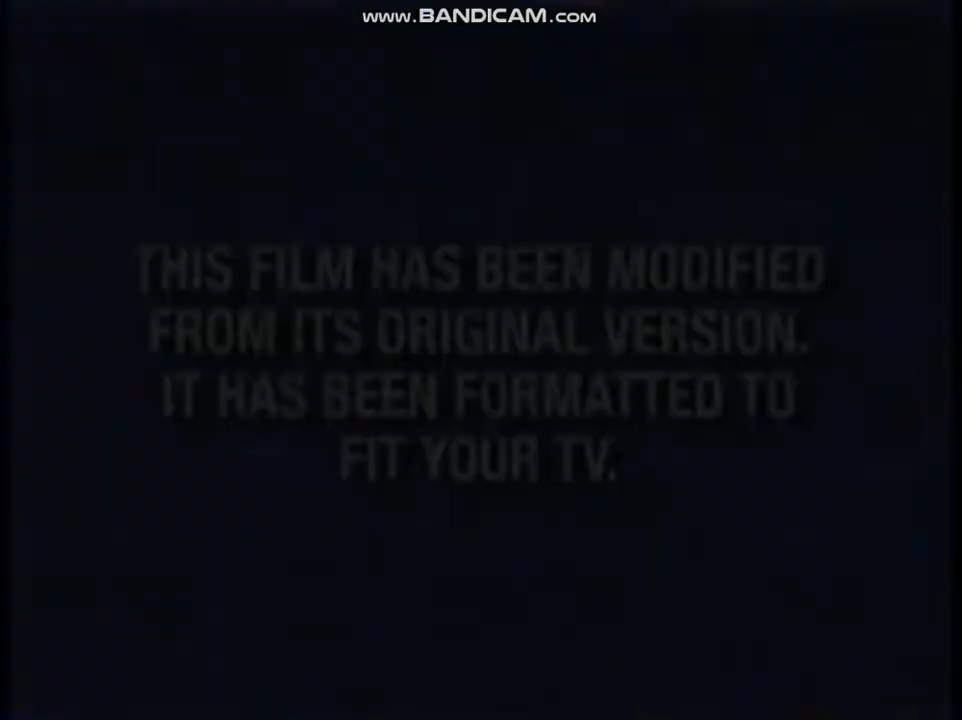 www.BANDICAM.com
THIS FILM HAS BEEN MODIFIED
FROM ITS ORIGINAL VERSION.
IT HAS BEEN FORMATTED TO
FIT YOUR TV.